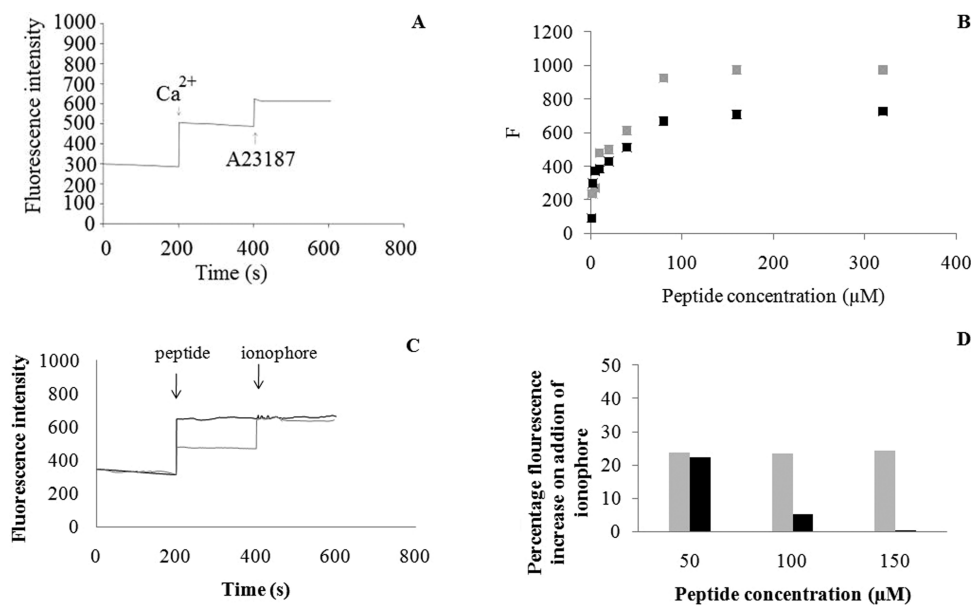 A
Fluorescence intensity
1000
900
800
700
600
500
400
300
200
100
0
Ca2+
A23187
0 200 400 600 800
Time (s)
B
F
1200
1000
800
600
400
200
0
0 100 200 300 400
Peptide concentration (µM)
C
Fluorescence intensity
1000
800
600
400
200
0
peptide ionophore
0 200 400 600 800
Time (s)
D
Percentage flourescence
increase on addion of
ionophore
50
40
30
20
10
0
50 100 150
Peptide concentration (µM)